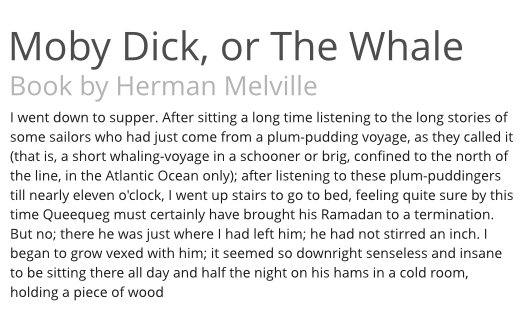 Moby Dick, or The Whale
Book by Herman Melville
I went down to supper. After sitting a long time listening to the long stories of
some sailors who had just come from a plum-pudding voyage, as they called it
(that is, a short whaling-voyage in a schooner or brig, confined to the north of
the line, in the Atlantic Ocean only); after listening to these plum-puddingers
till nearly eleven o'clock, I went up stairs to go to bed, feeling quite sure by this
time Queequeg must certainly have brought his Ramadan to a termination.
But no; there he was just where I had left him; he had not stirred an inch. I
began to grow vexed with him; it seemed so downright senseless and insane
to be sitting there all day and half the night on his hams in a cold room,
holding a piece of wood